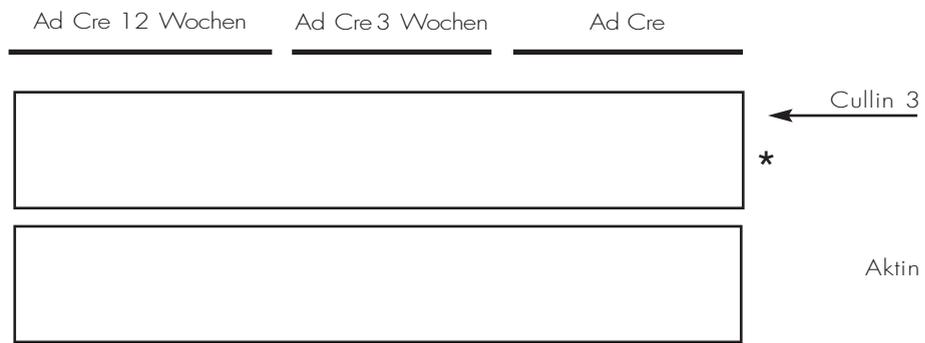 Ad Cre 12 Wochen
Ad Cre 3 Wochen
Ad Cre
Cullin 3
*
Aktin